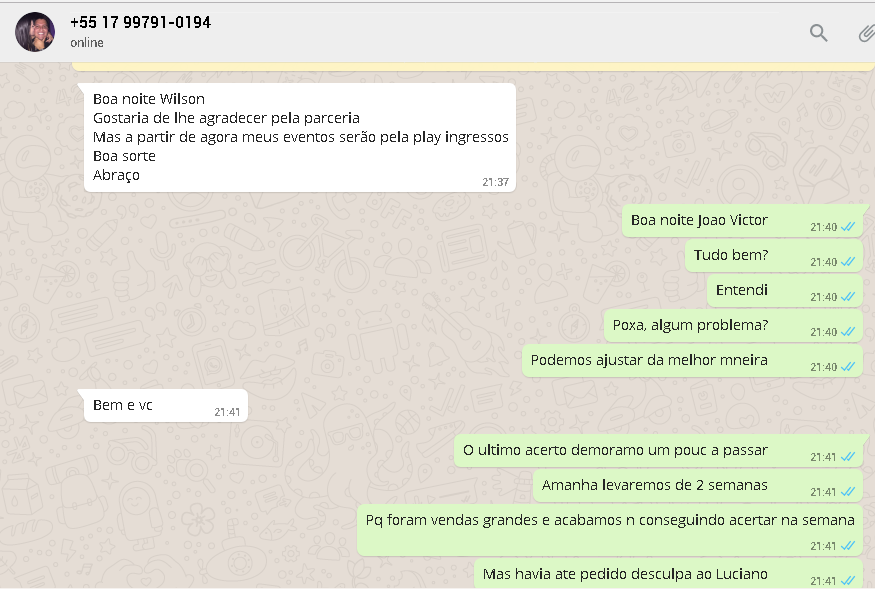 +55 17 99791-0194
online
Boa noite Wilson
Gostaria de lhe agradecer pela parceria
Mas a partir de agora meus eventos serão pela play ingressos
Boa sorte
Abraço
21:37
Boa noite Joao Victor
21:40
Tudo bem?
21:40
Entendi
21:40
Poxa, algum problema?
21:40
Podemos ajustar da melhor mneira
21:40
Bem e vc
21:41
O ultimo acerto demoramo um pouc a passar
21:41
Amanha levaremos de 2 semanas
21:41
Pq foram vendas grandes e acabamos n conseguindo acertar na semana
21:41
Mas havia ate pedido desculpa ao Luciano
21:41